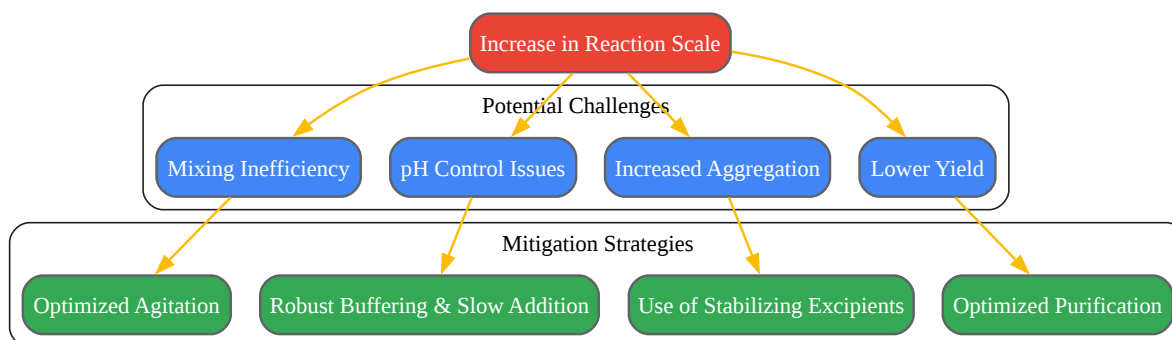 Increase in Reaction Scale
Potential Challenges
Mixing Inefficiency
pH Control Issues
Increased Aggregation
Lower Yield
Mitigation Strategies
Optimized Agitation
Robust Buffering & Slow Addition
Use of Stabilizing Excipients
Optimized Purification